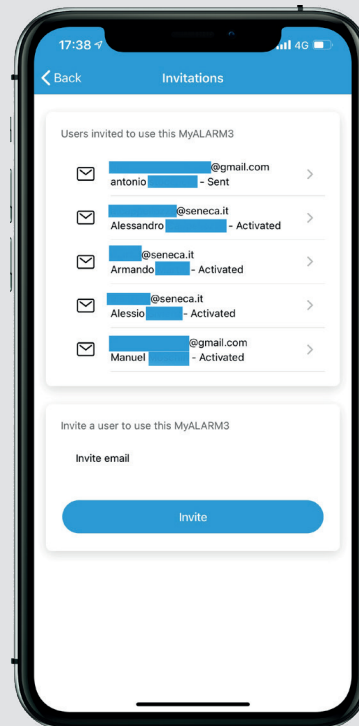 17:38 4G
Back Invitations
Users invited to use this MyALARM3
@gmail.com
antonio - Sent
@seneca.it
Alessandro - Activated
@seneca.it
Armando - Activated
@seneca.it
Alessio - Activated
@gmail.com
Manuel - Activated
Invite a user to use this MyALARM3
Invite email
Invite